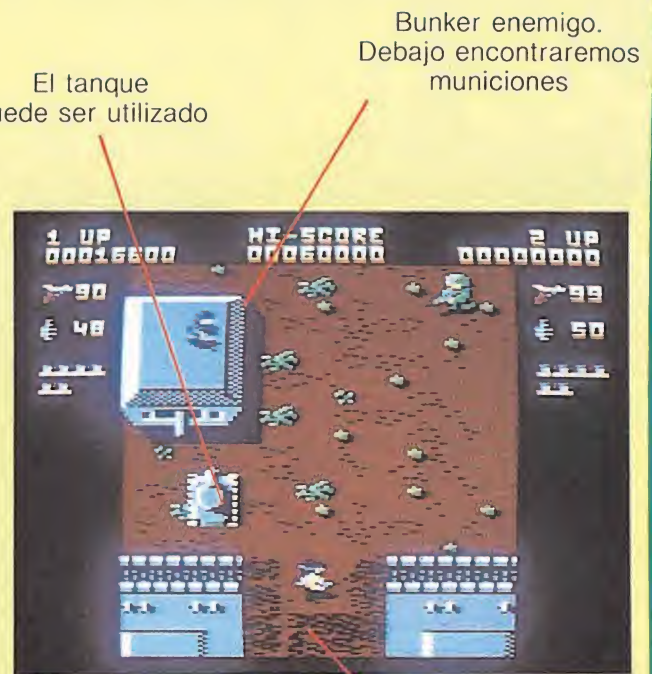 Bunker enemigo.
Debajo encontraremos
municiones
El tanque
ser utilizado
1 UP
00016600
HI-SCORE
00060000
2 UP
00000000
90
99
48
50